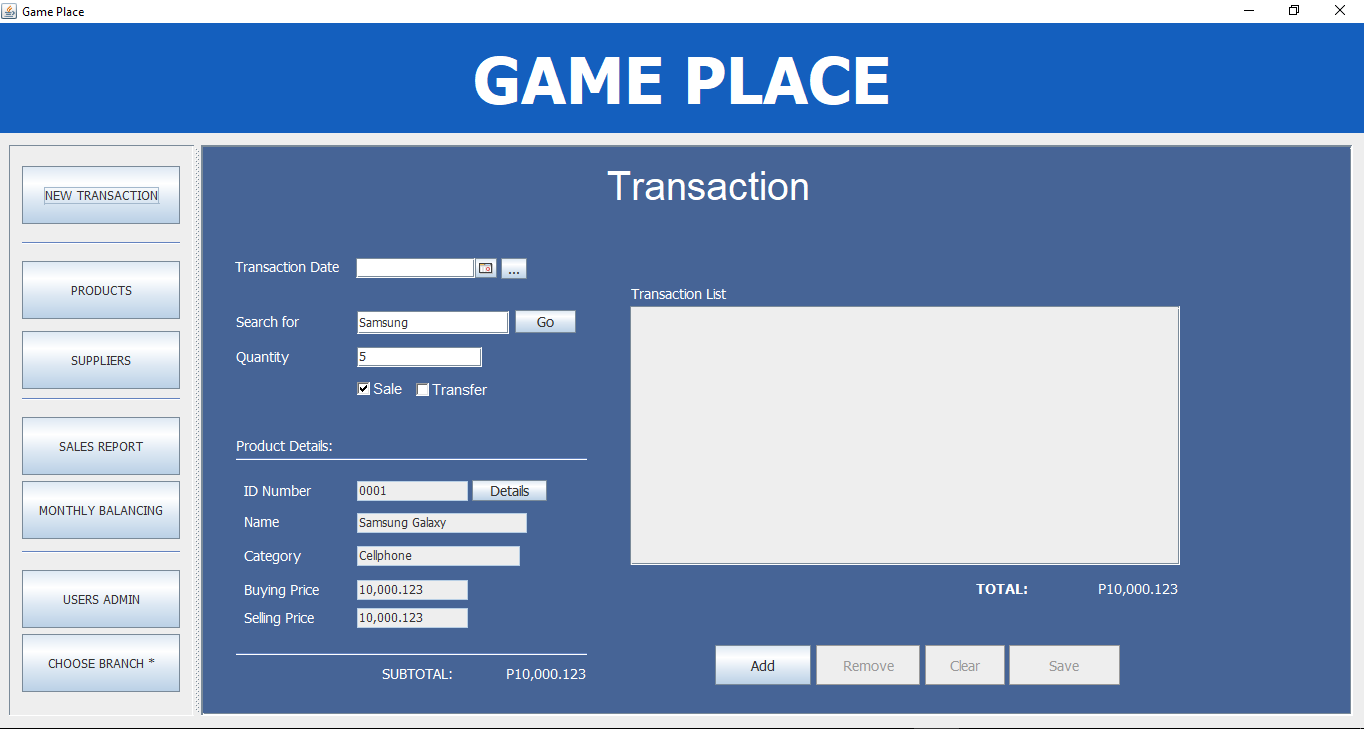 Game Place
GAME PLACE
NEW TRANSACTION
PRODUCTS
SUPPLIERS
SALES REPORT
MONTHLY BALANCING
USERS ADMIN
CHOOSE BRANCH *
Transaction
Transaction Date ...
Search for Samsung Go
Quantity 5
Sale Transfer
Product Details:
ID Number 0001 Details
Name Samsung Galaxy
Category Cellphone
Buying Price 10,000.123
Selling Price 10,000.123
SUBTOTAL: P10,000.123
Transaction List
TOTAL: P10,000.123
Add Remove Clear Save